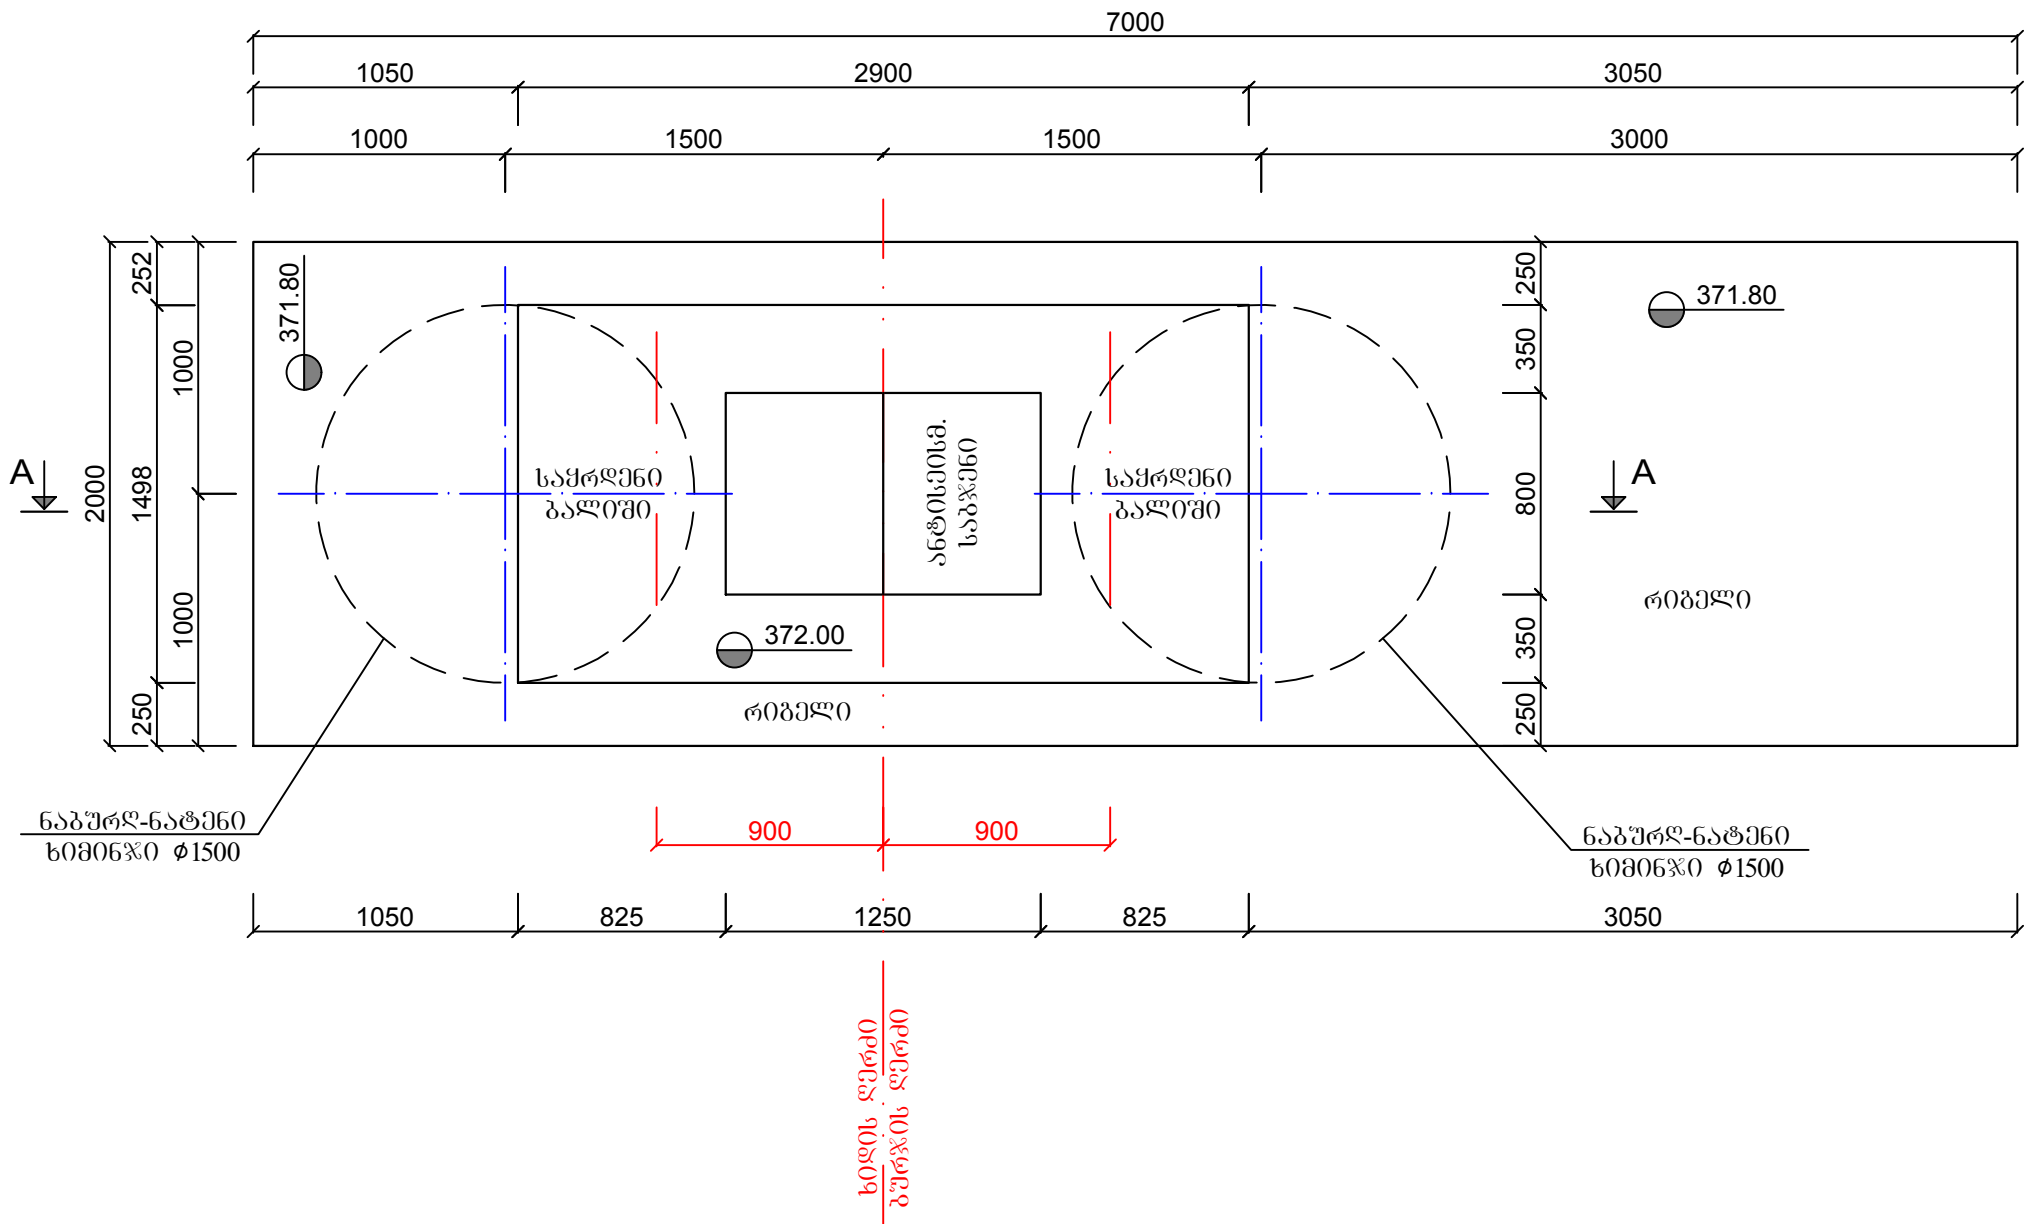 7000
1050
2900
3050
1000
1500
1500
3000
2000
252
1498
250
1000
1000
371.80
371.80
250
350
800
350
250
A
A
საყრდენი
ბალიში
ანტისეისმ.
საბჯენი
საყრდენი
ბალიში
372.00
რიგელი
რიგელი
ნაბურღ-ნატენი
ხიმინჯი φ1500
900
900
ნაბურღ-ნატენი
ხიმინჯი φ1500
1050
825
1250
825
3050
ხიდის ღერძი
ბურჯის ღერძი